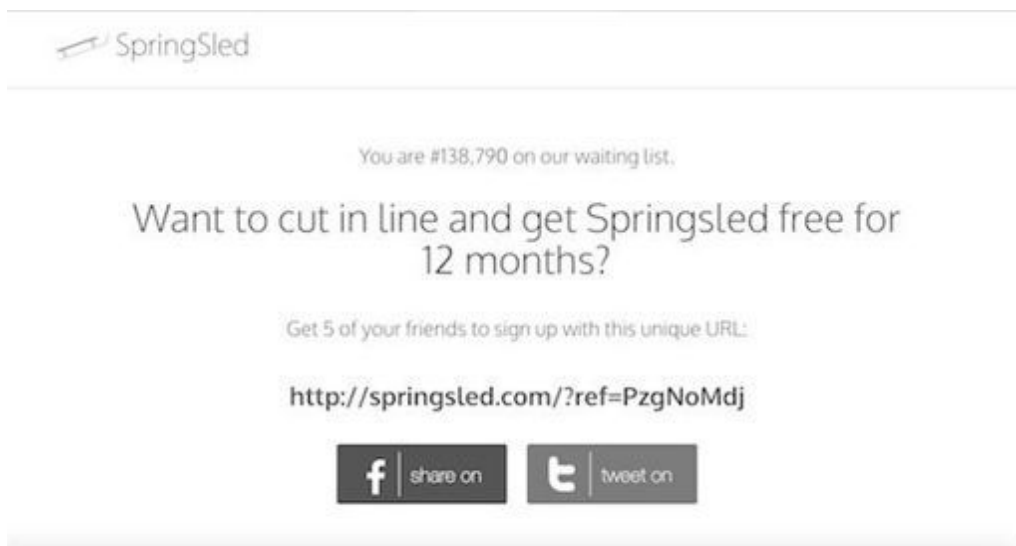 SpringSled
You are #138,790 on our waiting list.
Want to cut in line and get Springsled free for
12 months?
Get 5 of your friends to sign up with this unique URL:
http://springsled.com/?ref=PzgNoMdj
f share on
t tweet on